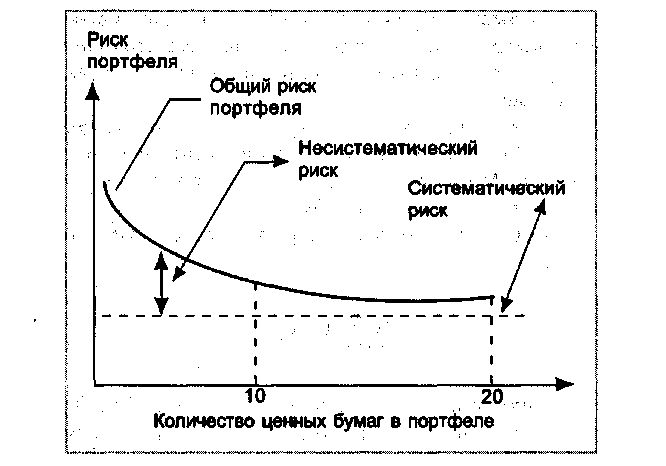 Риск
портфеля
Общий риск
портфеля
Несистематический
риск
Систематический
риск
10
20
Количество ценных бумаг в портфеле